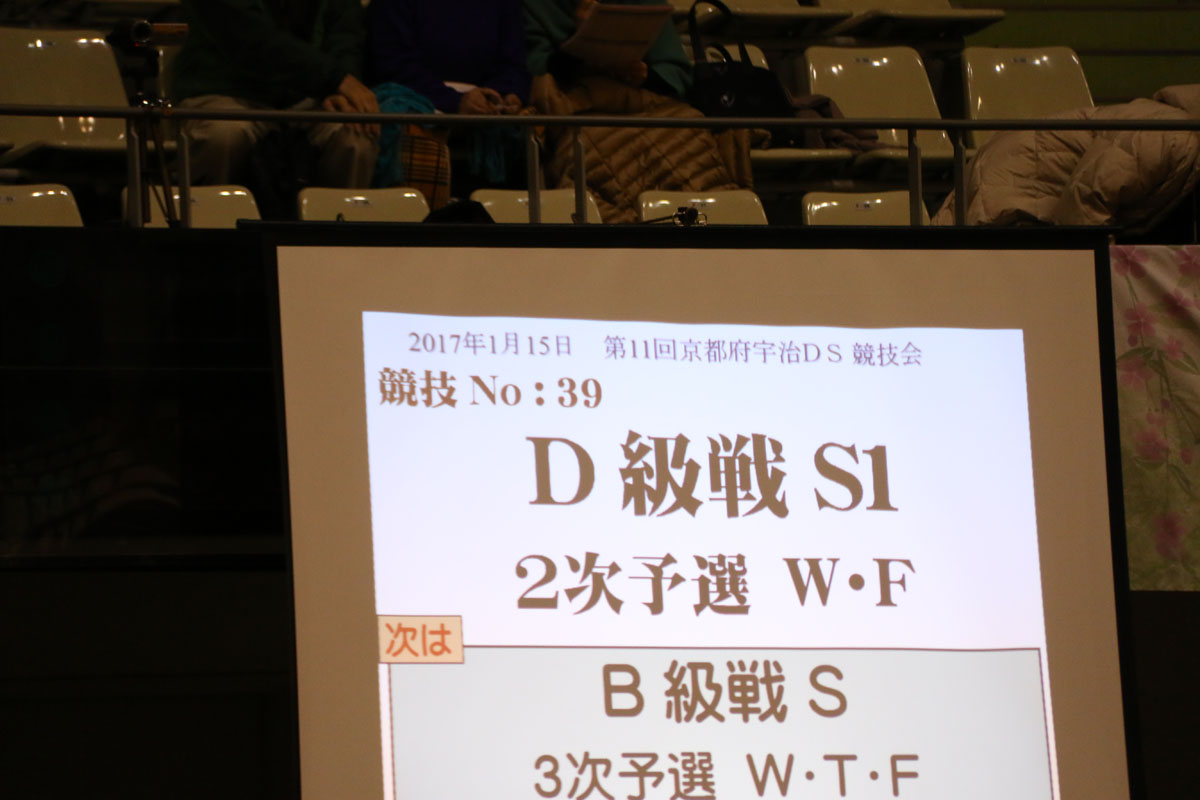 2017年1月15日 第11回京都府宇治DS 競技会
競技 No : 39
D 級戦 S1
2次予選 W・F
次は
B 級戦 S
3次予選 W・T・F